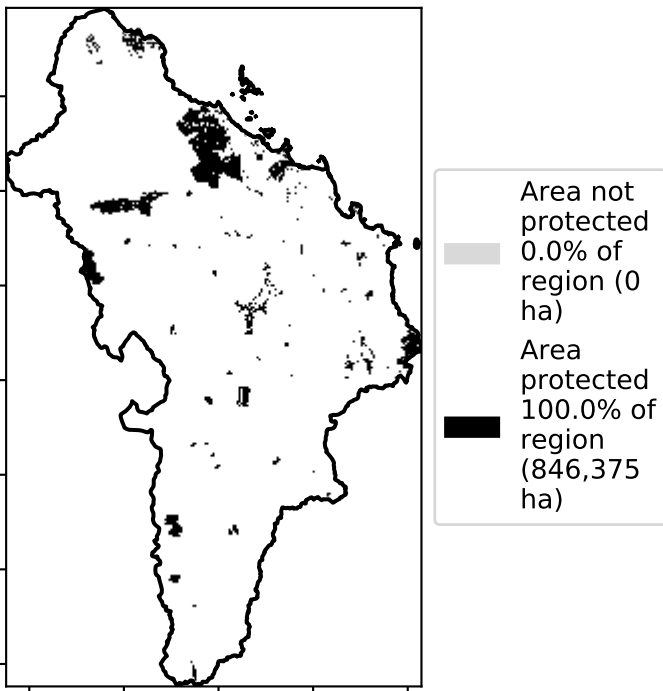 Area not
protected
0.0% of
region (0
ha)
Area
protected
100.0% of
region
(846,375
ha)